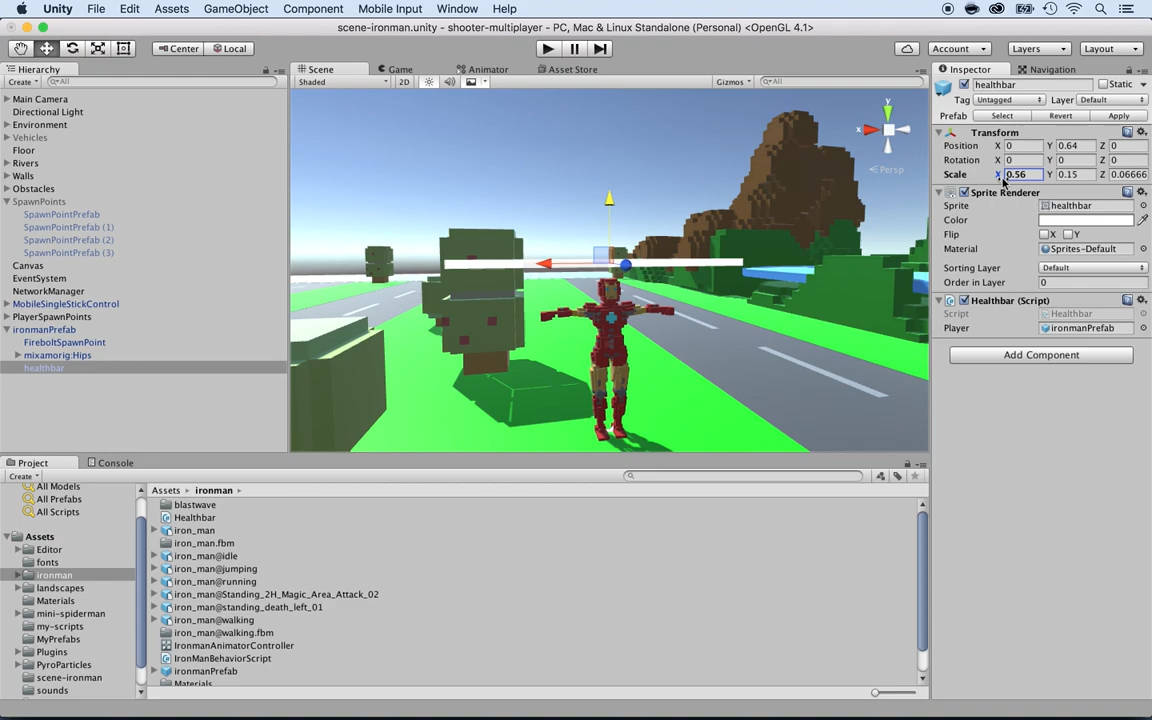 Unity File Edit Assets GameObject Component Mobile Input Window Help
scene-ironman.unity - shooter-multiplayer - PC, Mac & Linux Standalone (Personal) <OpenGL 4.1>
Center Local Account Layers Layout
Hierarchy
Create All
Main Camera
Directional Light
Environment
Vehicles
Floor
Rivers
Walls
Obstacles
SpawnPoints
SpawnPointPrefab
SpawnPointPrefab (1)
SpawnPointPrefab (2)
SpawnPointPrefab (3)
Canvas
EventSystem
NetworkManager
MobileSingleStickControl
PlayerSpawnPoints
ironmanPrefab
FireboltSpawnPoint
mixamorig:Hips
healthbar
Scene Game Animator Asset Store
Shaded 2D Gizmos All
y
x
Persp
Inspector Navigation
healthbar Static
Tag Untagged Layer Default
Prefab Select Revert Apply
Transform
Position X 0 Y 0.64 Z 0
Rotation X 0 Y 0 Z 0
Scale X 0.56 Y 0.15 Z 0.06666
Sprite Renderer
Sprite healthbar
Color
Flip X Y
Material Sprites-Default
Sorting Layer Default
Order in Layer 0
Healthbar (Script)
Script Healthbar
Player ironmanPrefab
Add Component
Project Console
Create
All Models
All Prefabs
All Scripts
Assets
Editor
fonts
ironman
landscapes
Materials
mini-spiderman
my-scripts
MyPrefabs
Plugins
PyroParticles
scene-ironman
sounds
Assets ironman
blastwave
Healthbar
iron_man
iron_man.fbm
iron_man@idle
iron_man@jumping
iron_man@running
iron_man@Standing_2H_Magic_Area_Attack_02
iron_man@standing_death_left_01
iron_man@walking
iron_man@walking.fbm
IronmanAnimatorController
IronManBehaviorScript
ironmanPrefab
Materials